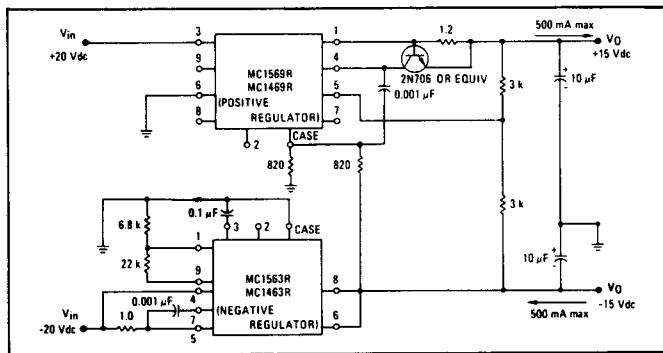 500 mA max
Vin
+20 Vdc
3
1
1.2
VO
+15 Vdc
9
MC1569R
MC1469R
4
2N706 OR EQUIV
10 μF
+
-
6
(POSITIVE
REGULATOR)
5
0.001 μF
3 k
8
7
2
CASE
820
820
0.1 μF
6.8 k
3
2
CASE
3 k
1
22 k
9
MC1563R
MC1463R
8
10 μF
+
-
VO
-15 Vdc
0.001 μF
4
(NEGATIVE
REGULATOR)
Vin
-20 Vdc
1.0
7
5
6
500 mA max